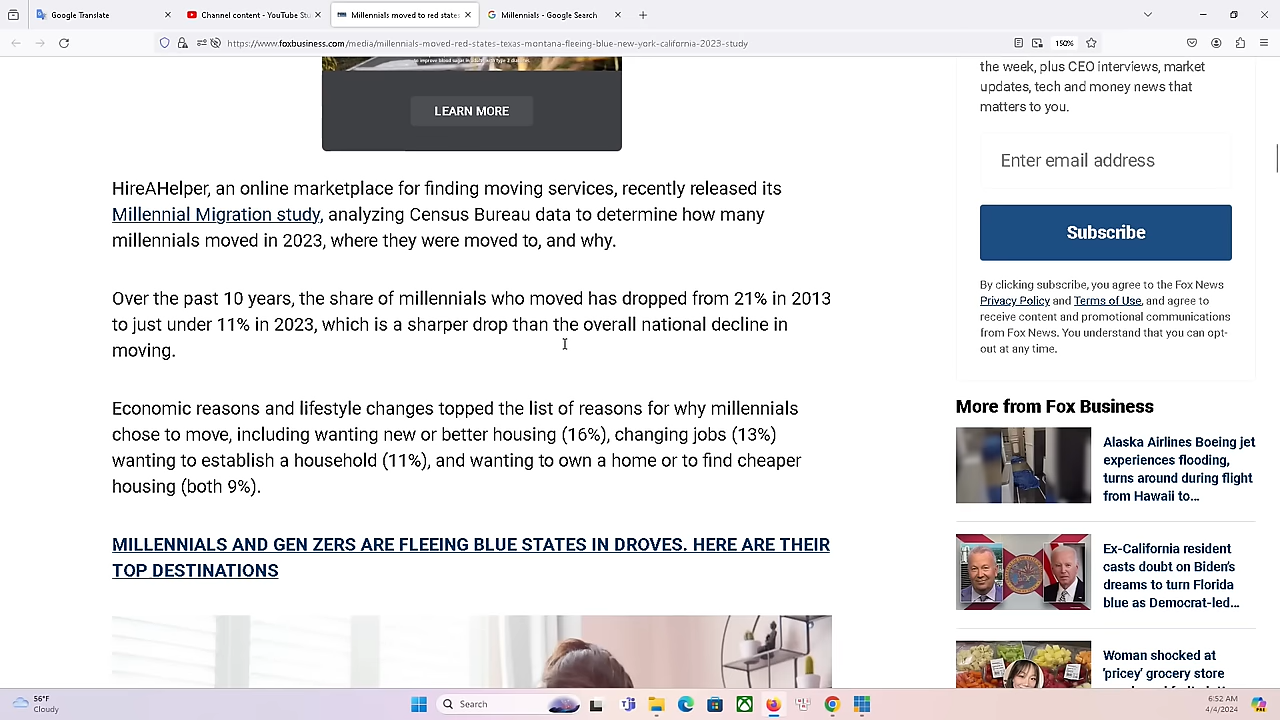 Google Translate
Channel content - YouTube Stu
Millennials moved to red states
Millennials - Google Search
https://www.foxbusiness.com/media/millennials-moved-red-states-texas-montana-fleeing-blue-new-york-california-2023-study
150%
LEARN MORE
HireAHelper, an online marketplace for finding moving services, recently released its
Millennial Migration study, analyzing Census Bureau data to determine how many
millennials moved in 2023, where they were moved to, and why.
Over the past 10 years, the share of millennials who moved has dropped from 21% in 2013
to just under 11% in 2023, which is a sharper drop than the overall national decline in
moving.
Economic reasons and lifestyle changes topped the list of reasons for why millennials
chose to move, including wanting new or better housing (16%), changing jobs (13%)
wanting to establish a household (11%), and wanting to own a home or to find cheaper
housing (both 9%).
MILLENNIALS AND GEN ZERS ARE FLEEING BLUE STATES IN DROVES. HERE ARE THEIR
TOP DESTINATIONS
the week, plus CEO interviews, market
updates, tech and money news that
matters to you.
Enter email address
Subscribe
By clicking subscribe, you agree to the Fox News
Privacy Policy and Terms of Use, and agree to
receive content and promotional communications
from Fox News. You understand that you can opt-
out at any time.
More from Fox Business
Alaska Airlines Boeing jet
experiences flooding,
turns around during flight
from Hawaii to...
Ex-California resident
casts doubt on Biden's
dreams to turn Florida
blue as Democrat-led...
Woman shocked at
'pricey' grocery store
56°F
Cloudy
Search
6:52 AM
4/4/2024